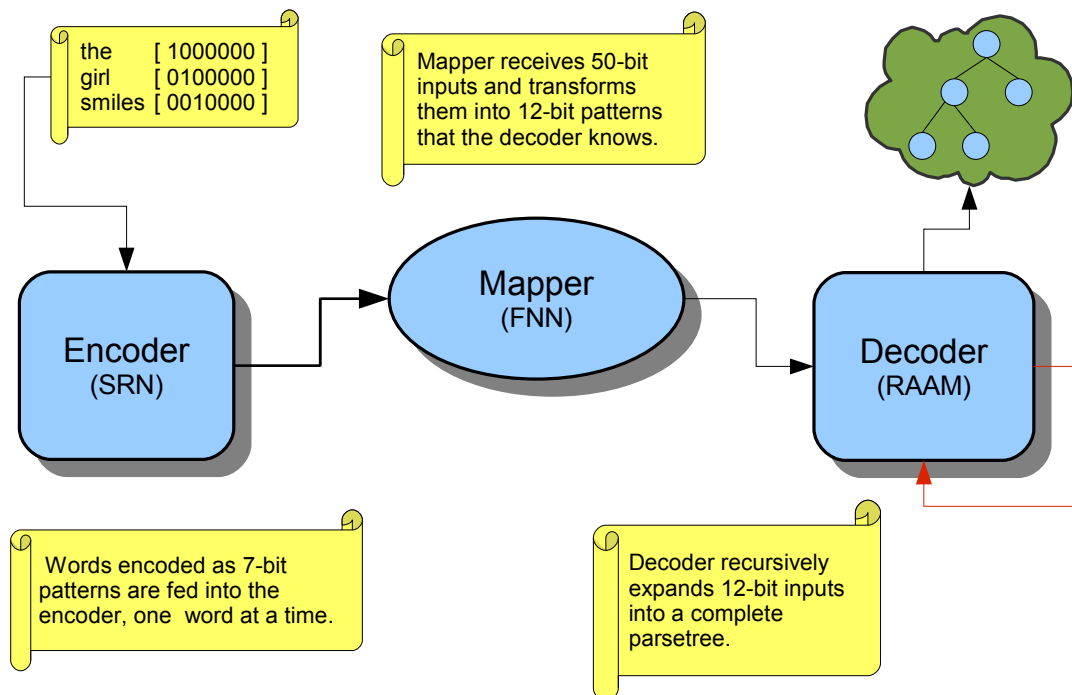 the [ 1000000 ]
girl [ 0100000 ]
smiles [ 0010000 ]
Mapper receives 50-bit
inputs and transforms
them into 12-bit patterns
that the decoder knows.
Encoder
(SRN)
Mapper
(FNN)
Decoder
(RAAM)
Words encoded as 7-bit
patterns are fed into the
encoder, one word at a time.
Decoder recursively
expands 12-bit inputs
into a complete
parsetree.